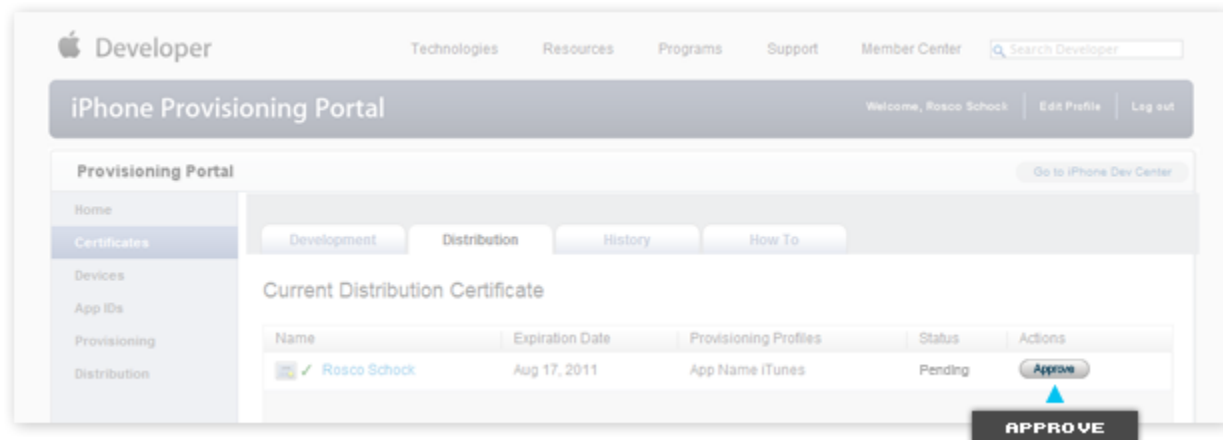 Developer Technologies Resources Programs Support Member Center Search Developer
iPhone Provisioning Portal Welcome, Rosco Schock Edit Profile Log out
Provisioning Portal Go to iPhone Dev Center
Home
Certificates Development Distribution History How To
Devices
Current Distribution Certificate
App IDs
Provisioning Name Expiration Date Provisioning Profiles Status Actions
Distribution Rosco Schock Aug 17, 2011 App Name iTunes Pending Approve
APPROVE